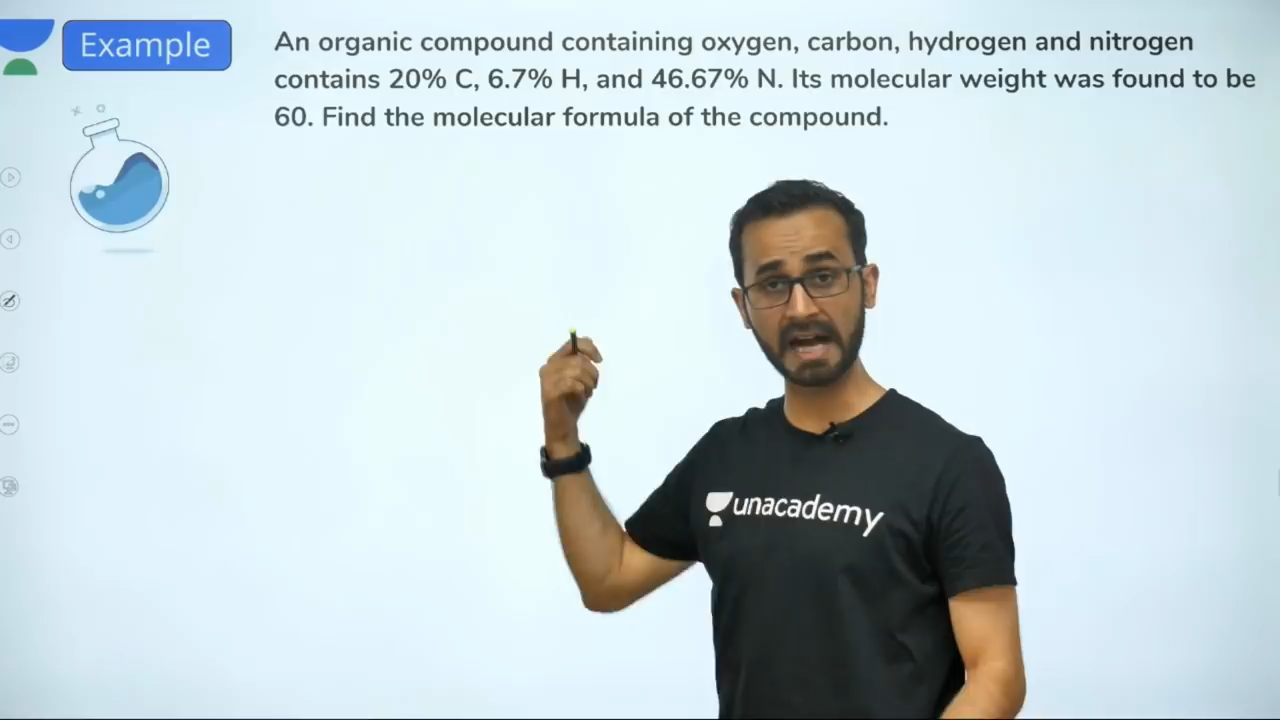 Example
An organic compound containing oxygen, carbon, hydrogen and nitrogen
contains 20% C, 6.7% H, and 46.67% N. Its molecular weight was found to be
60. Find the molecular formula of the compound.
unacademy